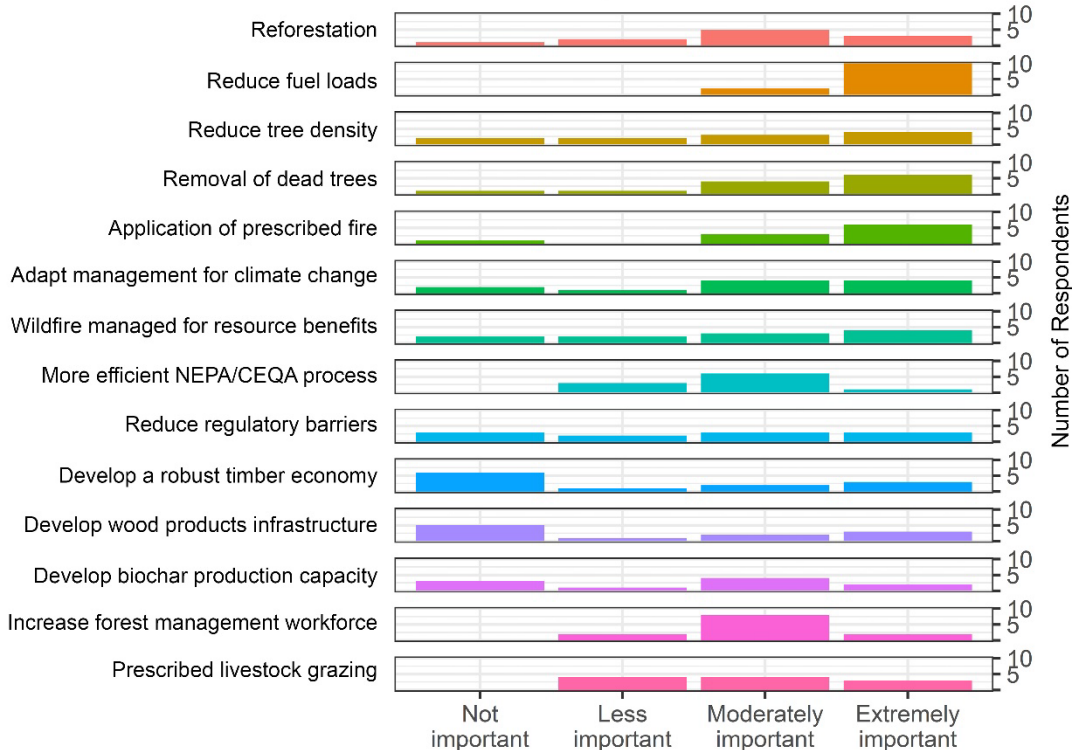 Reforestation
10
5
Reduce fuel loads
10
5
Reduce tree density
10
5
Removal of dead trees
10
5
Application of prescribed fire
10
5
Adapt management for climate change
10
5
Wildfire managed for resource benefits
10
5
More efficient NEPA/CEQA process
10
5
Reduce regulatory barriers
10
5
Develop a robust timber economy
10
5
Develop wood products infrastructure
10
5
Develop biochar production capacity
10
5
Increase forest management workforce
10
5
Prescribed livestock grazing
10
5
Number of Respondents
Not
important
Less
important
Moderately
important
Extremely
important